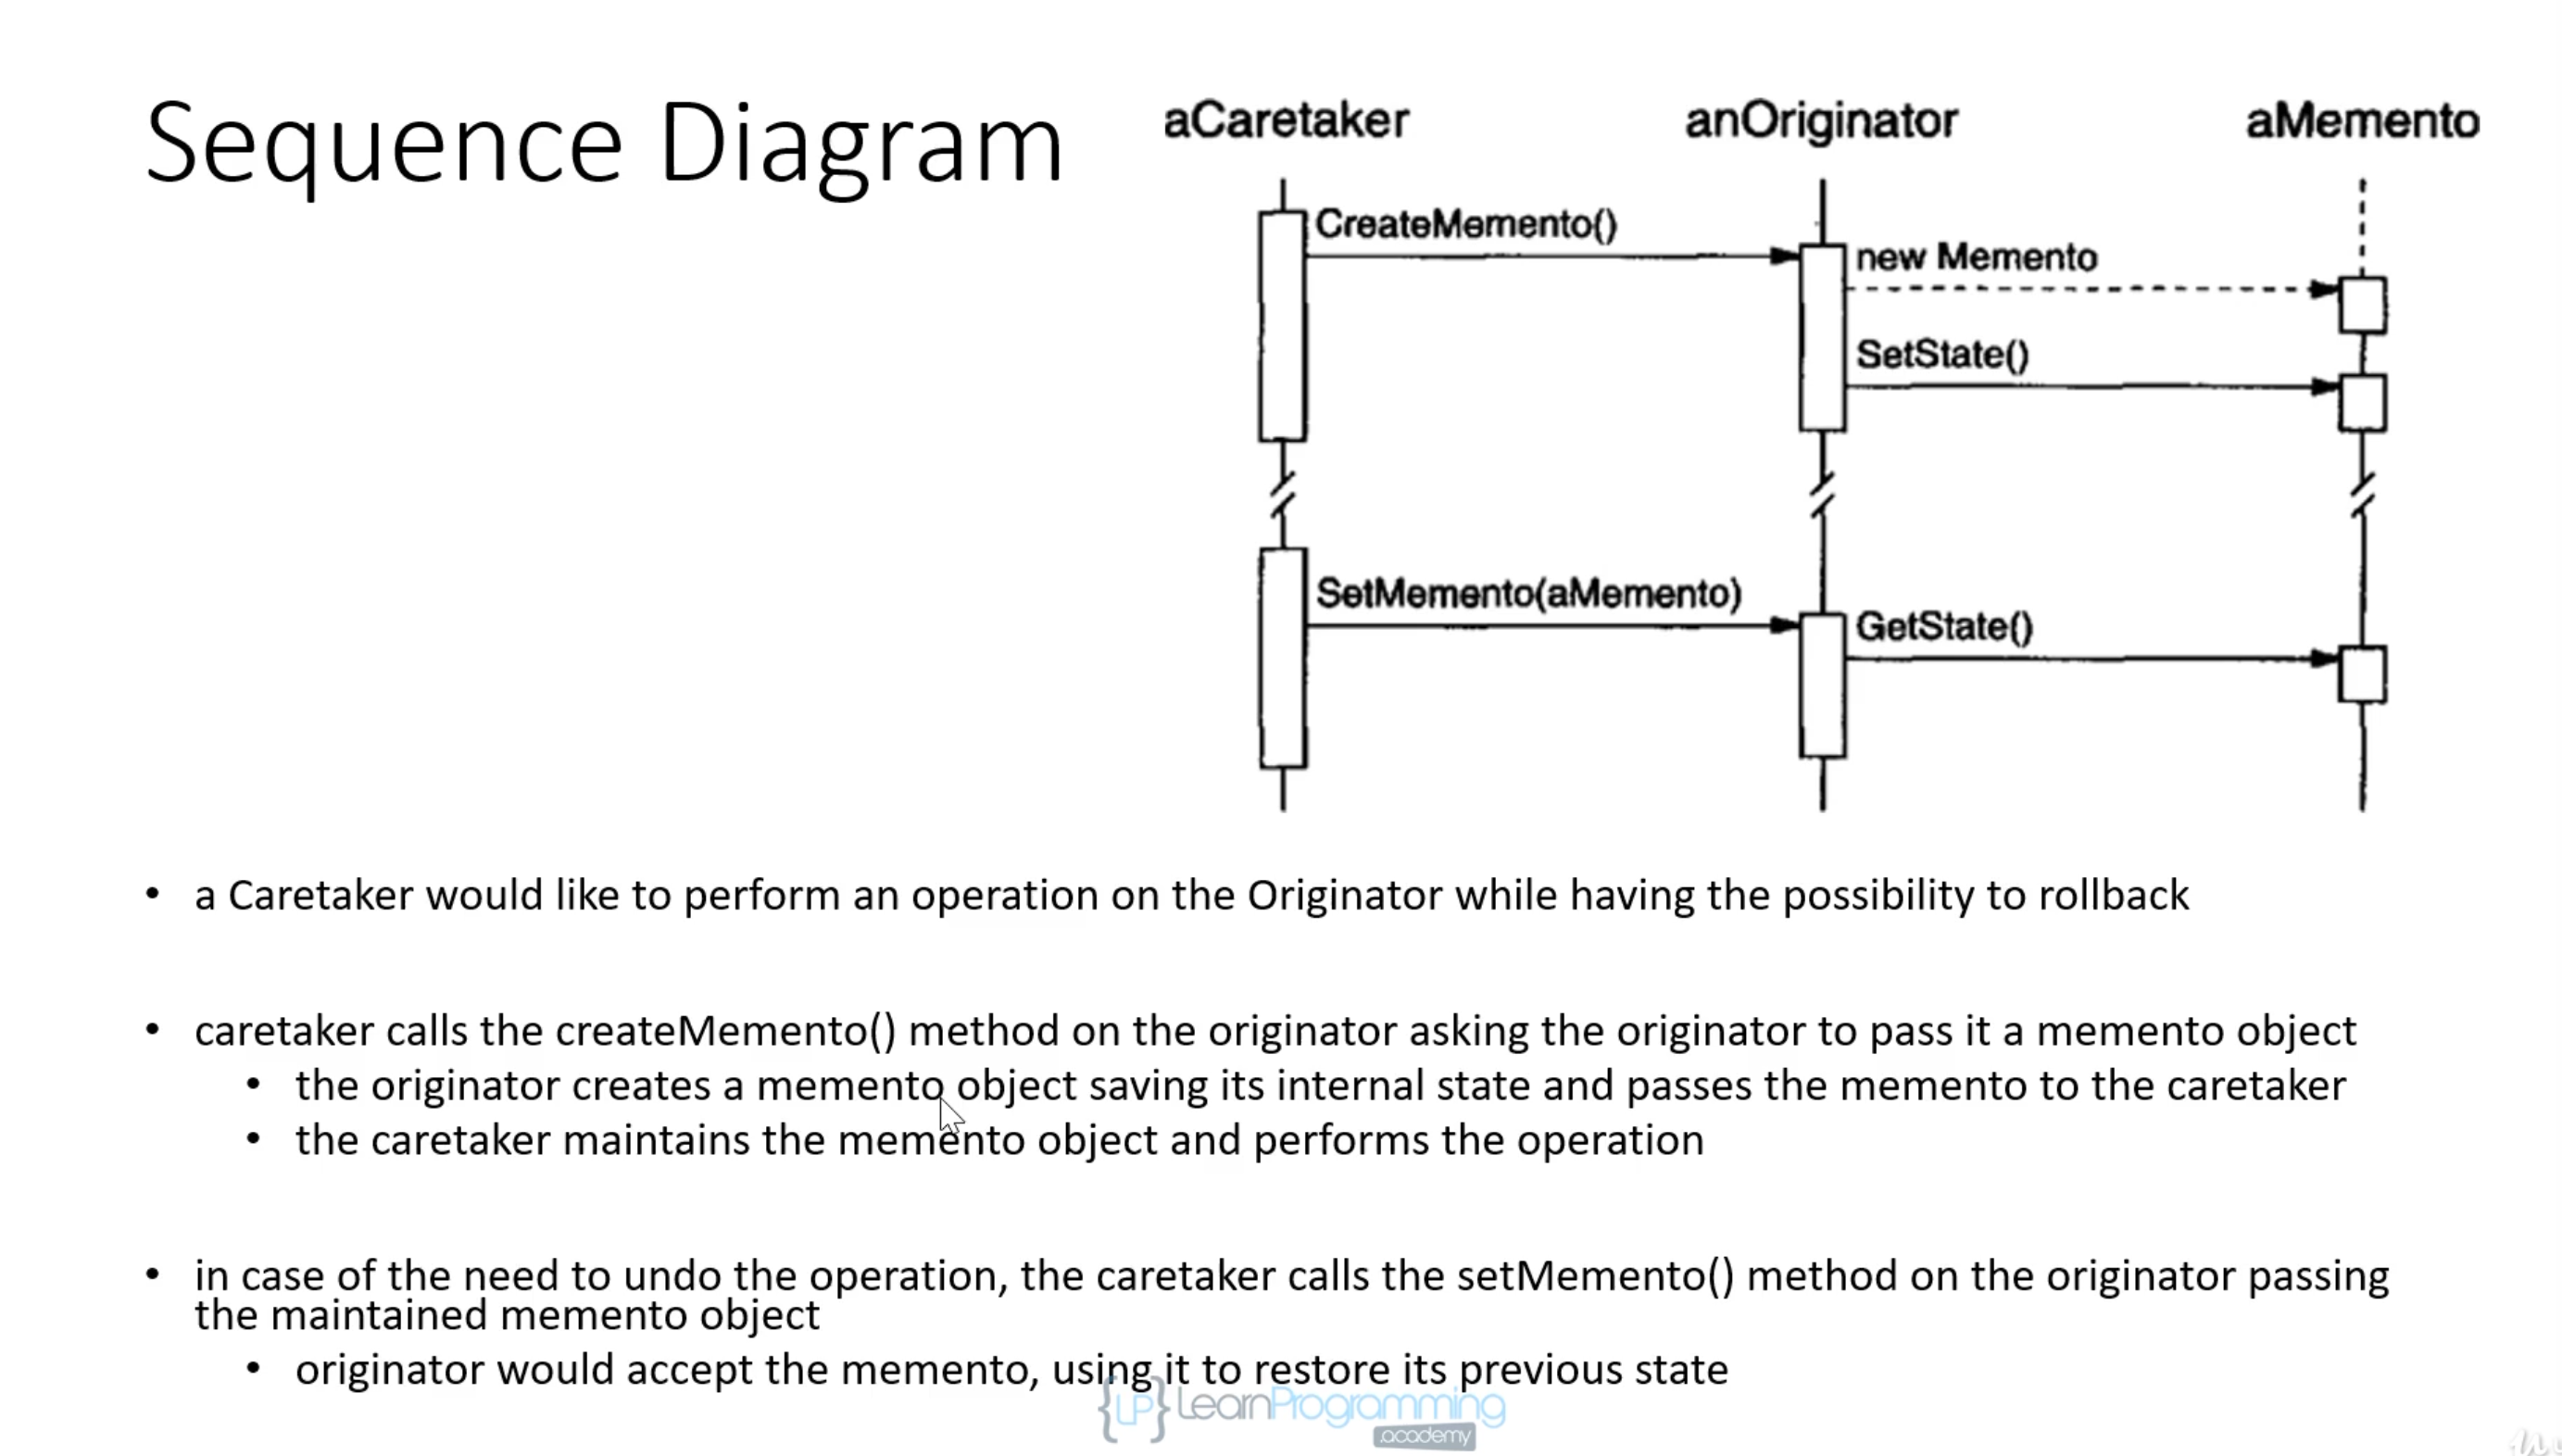 Sequence Diagram
aCaretaker anOriginator aMemento
CreateMemento()
new Memento
SetState()
SetMemento(aMemento)
GetState()
• a Caretaker would like to perform an operation on the Originator while having the possibility to rollback
• caretaker calls the createMemento() method on the originator asking the originator to pass it a memento object
• the originator creates a memento object saving its internal state and passes the memento to the caretaker
• the caretaker maintains the memento object and performs the operation
• in case of the need to undo the operation, the caretaker calls the setMemento() method on the originator passing
the maintained memento object
• originator would accept the memento, using it to restore its previous state
{LP} LearnProgramming
.academy